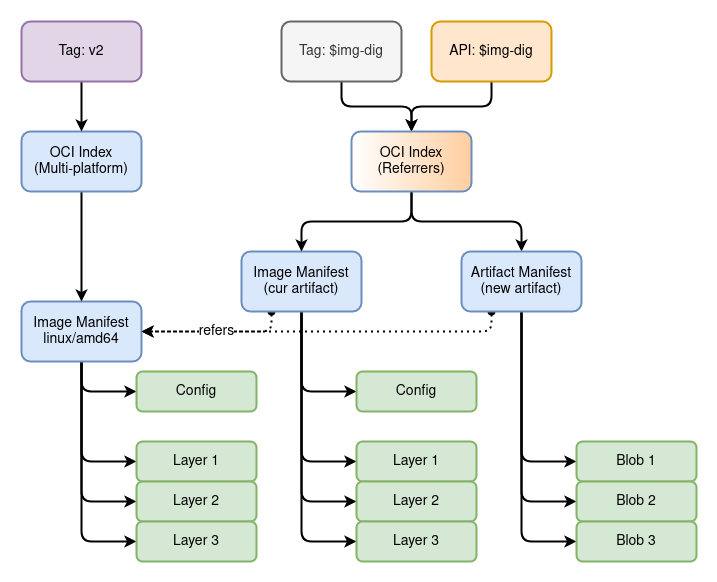 Tag: v2
Tag: $img-dig
API: $img-dig
OCI Index
(Multi-platform)
OCI Index
(Referrers)
Image Manifest
(cur artifact)
Artifact Manifest
(new artifact)
Image Manifest
linux/amd64
refers
Config
Config
Layer 1
Layer 1
Blob 1
Layer 2
Layer 2
Blob 2
Layer 3
Layer 3
Blob 3